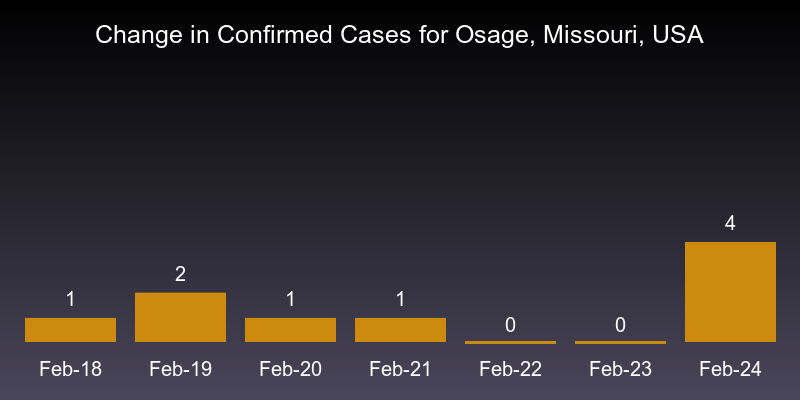 Change in Confirmed Cases for Osage, Missouri, USA
4
2
1
1
1
0
0
Feb-18
Feb-19
Feb-20
Feb-21
Feb-22
Feb-23
Feb-24